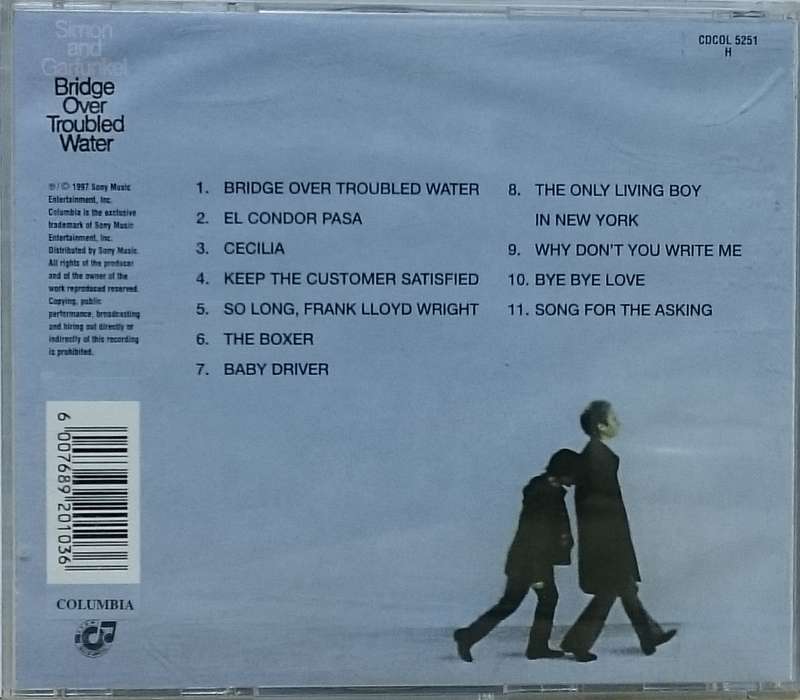 Simon
and
Garfunkel
Bridge
Over
Troubled
Water
CDCOL 5251
H
℗/© 1997 Sony Music
Entertainment, Inc.
Columbia is the exclusive
trademark of Sony Music
Entertainment, Inc.
Distributed by Sony Music.
All rights of the producer
and of the owner of the
work reproduced reserved.
Copying, public
performance, broadcasting
and hiring out directly or
indirectly of this recording
is prohibited.
1. BRIDGE OVER TROUBLED WATER
2. EL CONDOR PASA
3. CECILIA
4. KEEP THE CUSTOMER SATISFIED
5. SO LONG, FRANK LLOYD WRIGHT
6. THE BOXER
7. BABY DRIVER
8. THE ONLY LIVING BOY
IN NEW YORK
9. WHY DON'T YOU WRITE ME
10. BYE BYE LOVE
11. SONG FOR THE ASKING
6 007689 201036
COLUMBIA